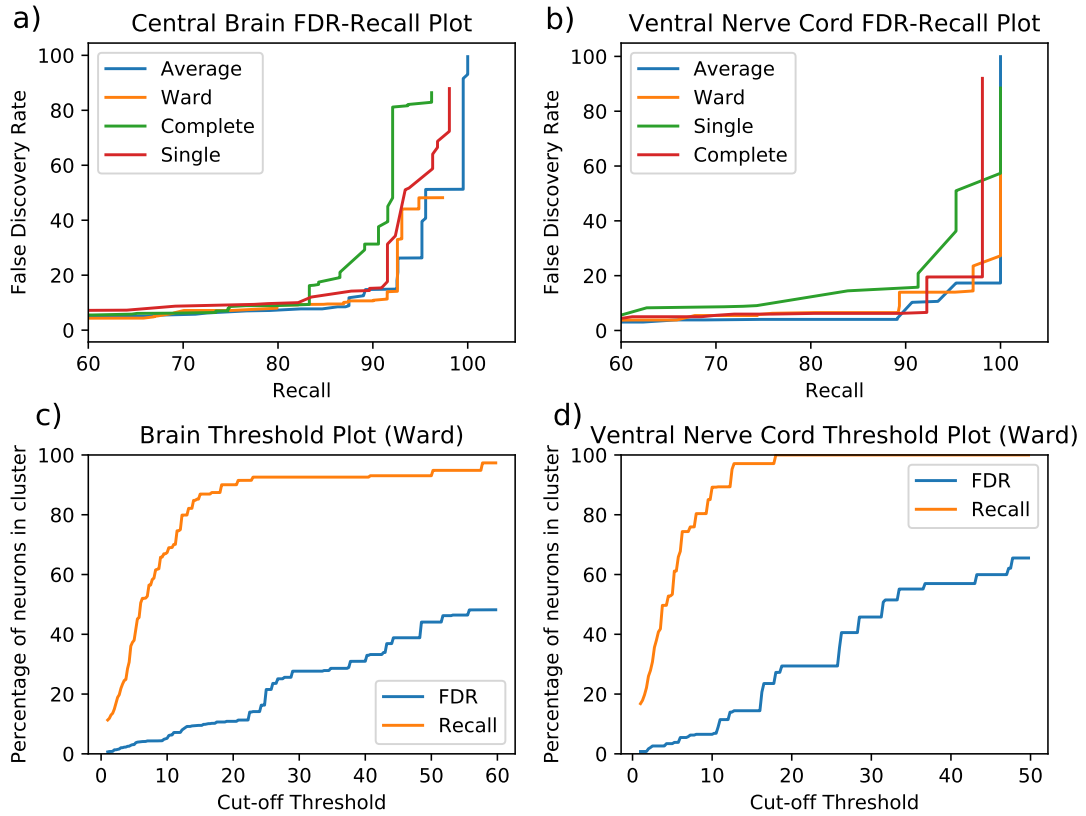 a)
Central Brain FDR-Recall Plot
False Discovery Rate
100
80
60
40
20
0
Average
Ward
Complete
Single
60
70
80
90
100
Recall
b)
Ventral Nerve Cord FDR-Recall Plot
False Discovery Rate
100
80
60
40
20
0
Average
Ward
Single
Complete
60
70
80
90
100
Recall
c)
Brain Threshold Plot (Ward)
Percentage of neurons in cluster
100
80
60
40
20
0
FDR
Recall
0
10
20
30
40
50
60
Cut-off Threshold
d)
Ventral Nerve Cord Threshold Plot (Ward)
Percentage of neurons in cluster
100
80
60
40
20
0
FDR
Recall
0
10
20
30
40
50
Cut-off Threshold